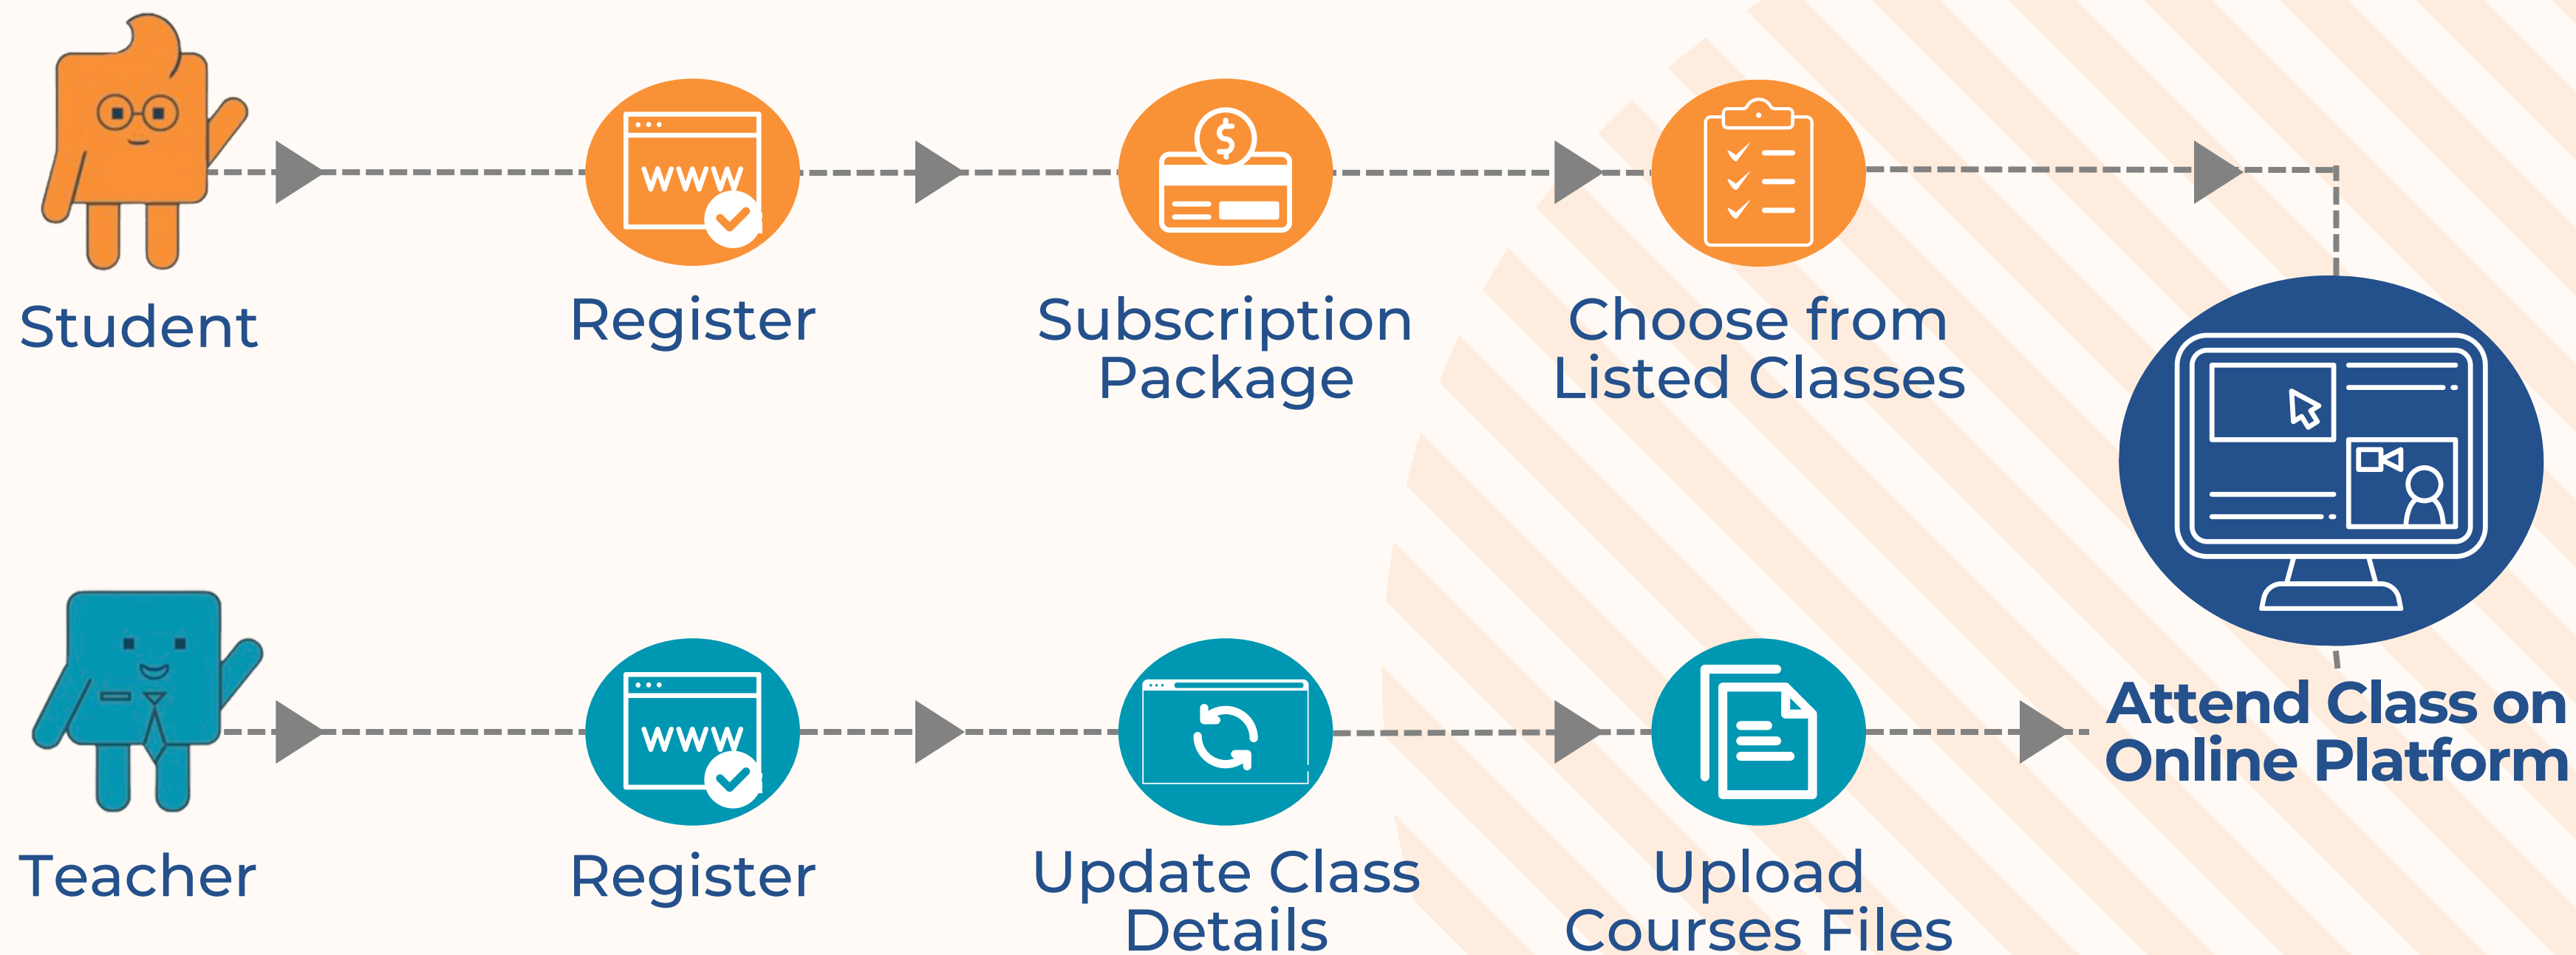 WWW
$
Student
Register
Subscription
Package
Choose from
Listed Classes
WWW
Attend Class on
Online Platform
Teacher
Register
Update Class
Details
Upload
Courses Files